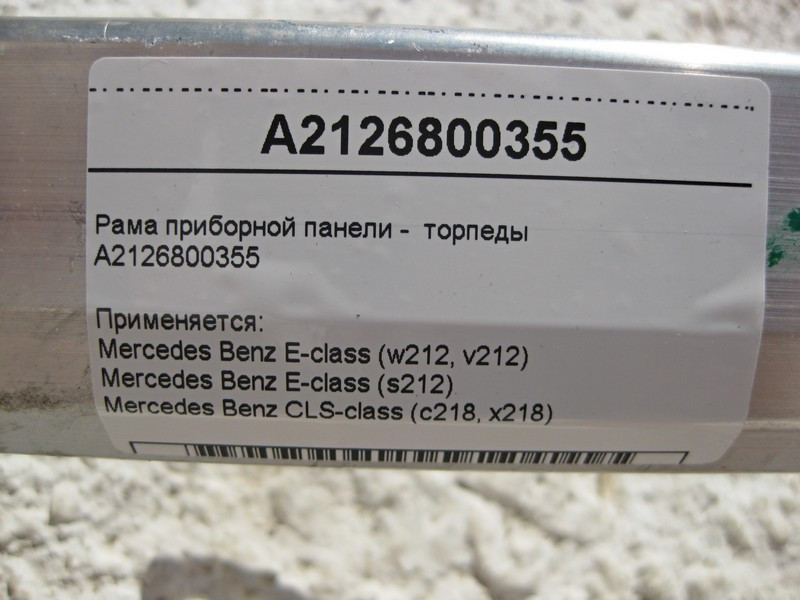 A2126800355
Рама приборной панели - торпеды
A2126800355
Применяется:
Mercedes Benz E-class (w212, v212)
Mercedes Benz E-class (s212)
Mercedes Benz CLS-class (c218, x218)